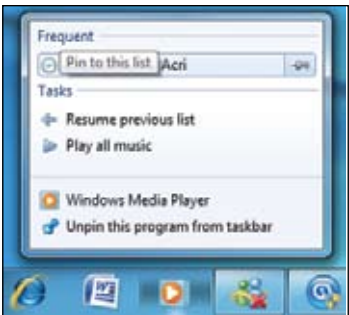 Frequent
Pin to this list Acri
Tasks
Resume previous list
Play all music
Windows Media Player
Unpin this program from taskbar